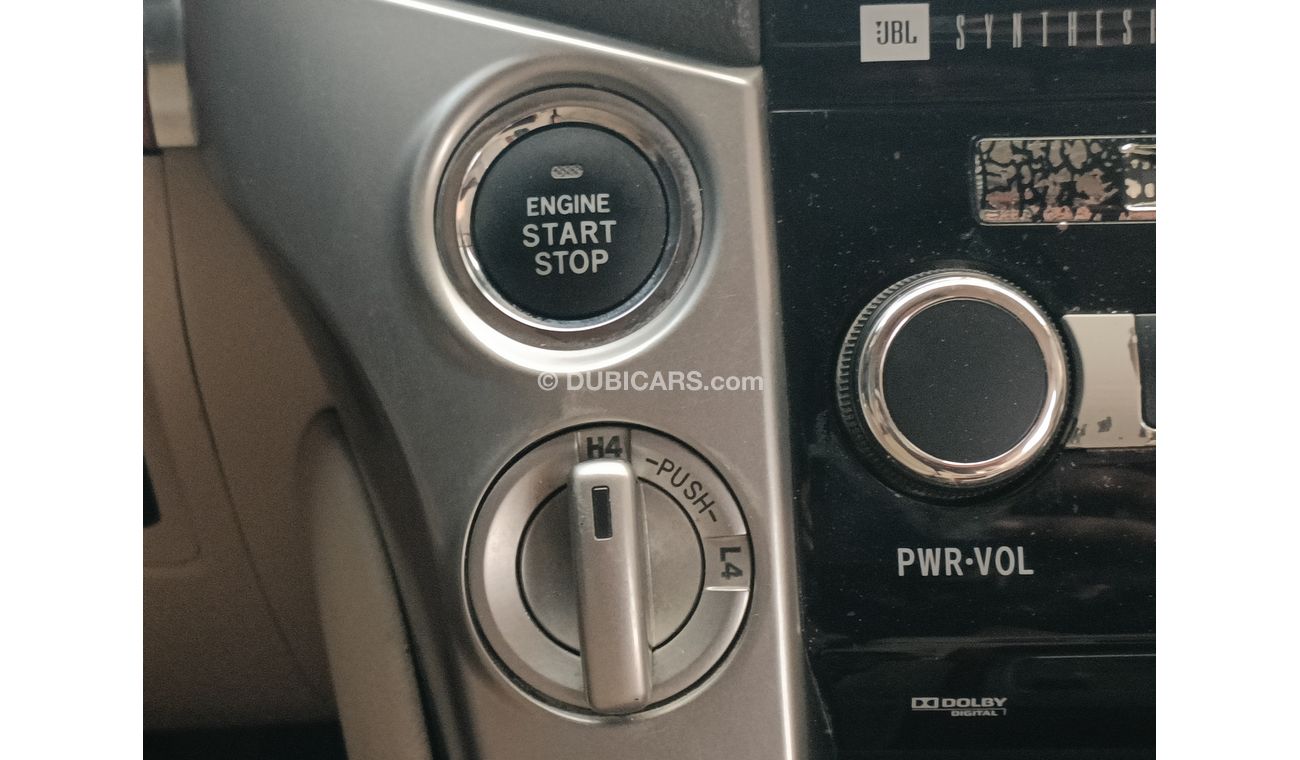 JBL SYNTHESI
ENGINE
START
STOP
© DUBICARS.com
H4
-PUSH-
L4
PWR•VOL
DOLBY
DIGITAL